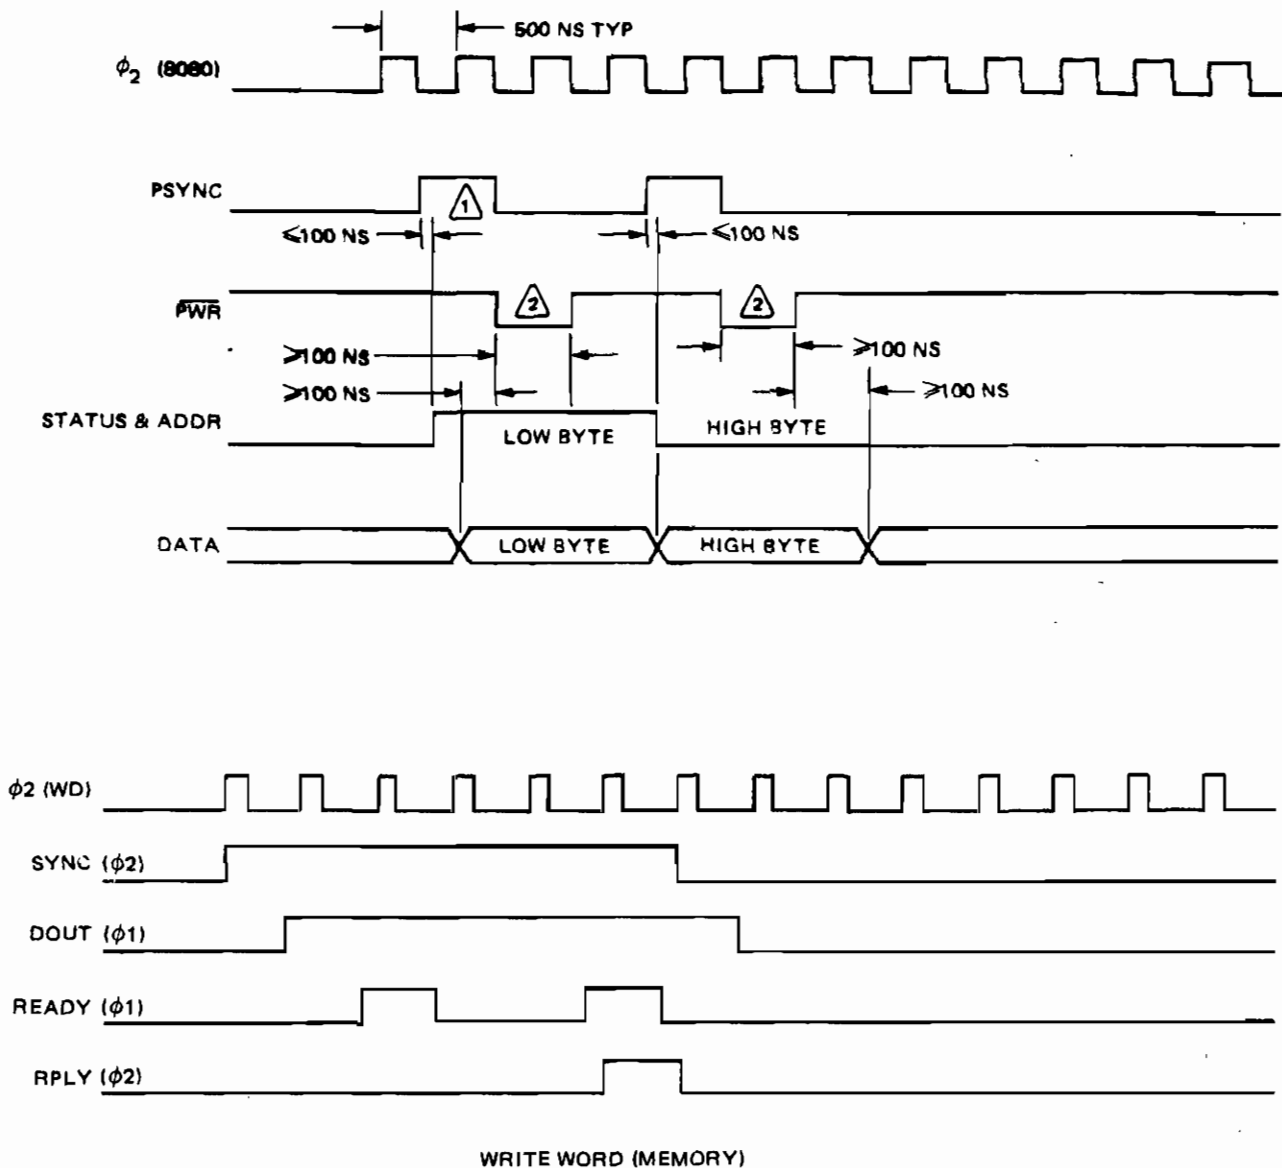 500 NS TYP
ϕ2 (8080)
PSYNC
1
≤100 NS ≤100 NS
PWR
2 2
≥100 NS ≥100 NS
≥100 NS ≥100 NS
STATUS & ADDR LOW BYTE HIGH BYTE
DATA LOW BYTE HIGH BYTE
ϕ2 (WD)
SYNC (ϕ2)
DOUT (ϕ1)
READY (ϕ1)
RPLY (ϕ2)
WRITE WORD (MEMORY)